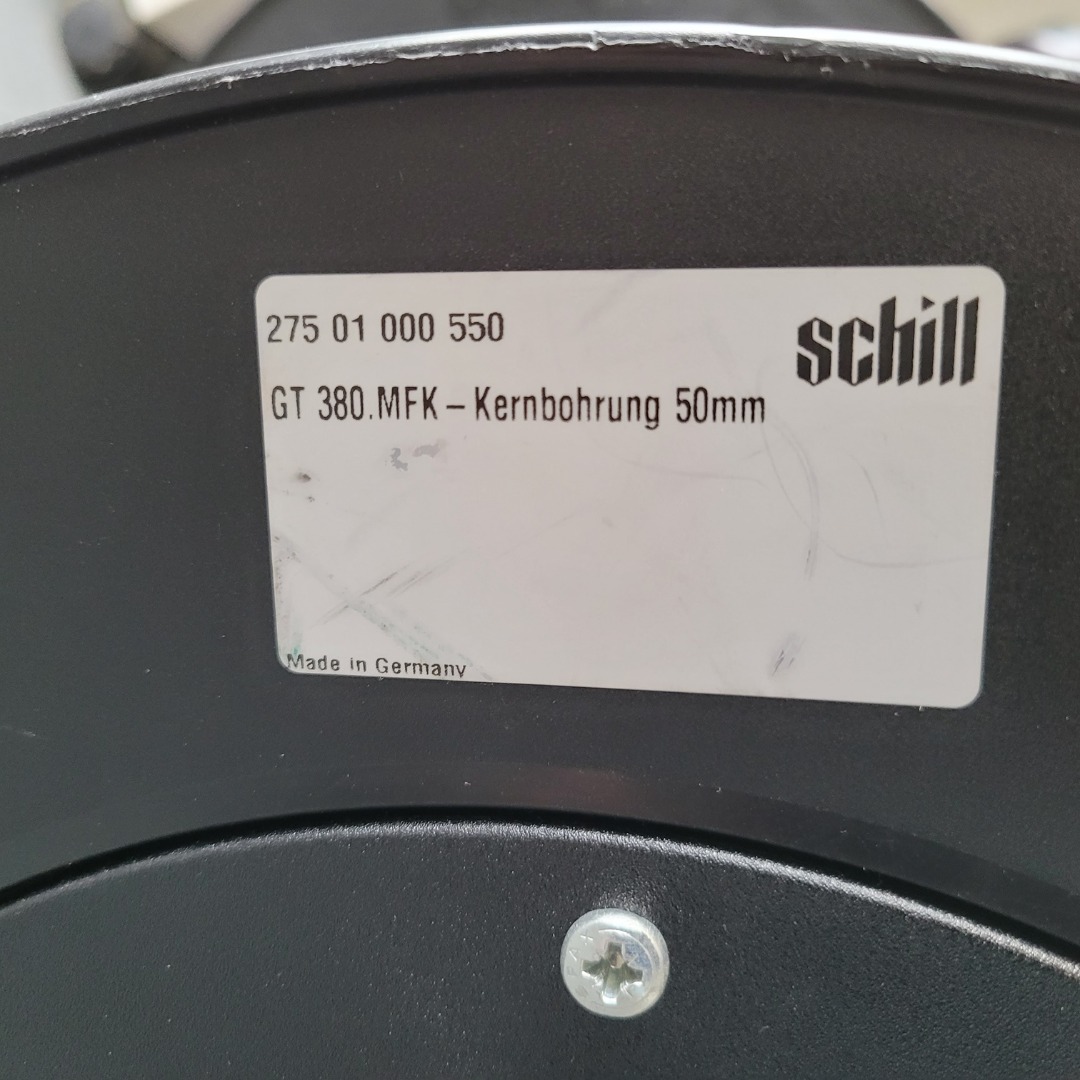 275 01 000 550
schill
GT 380.MFK – Kernbohrung 50mm
Made in Germany